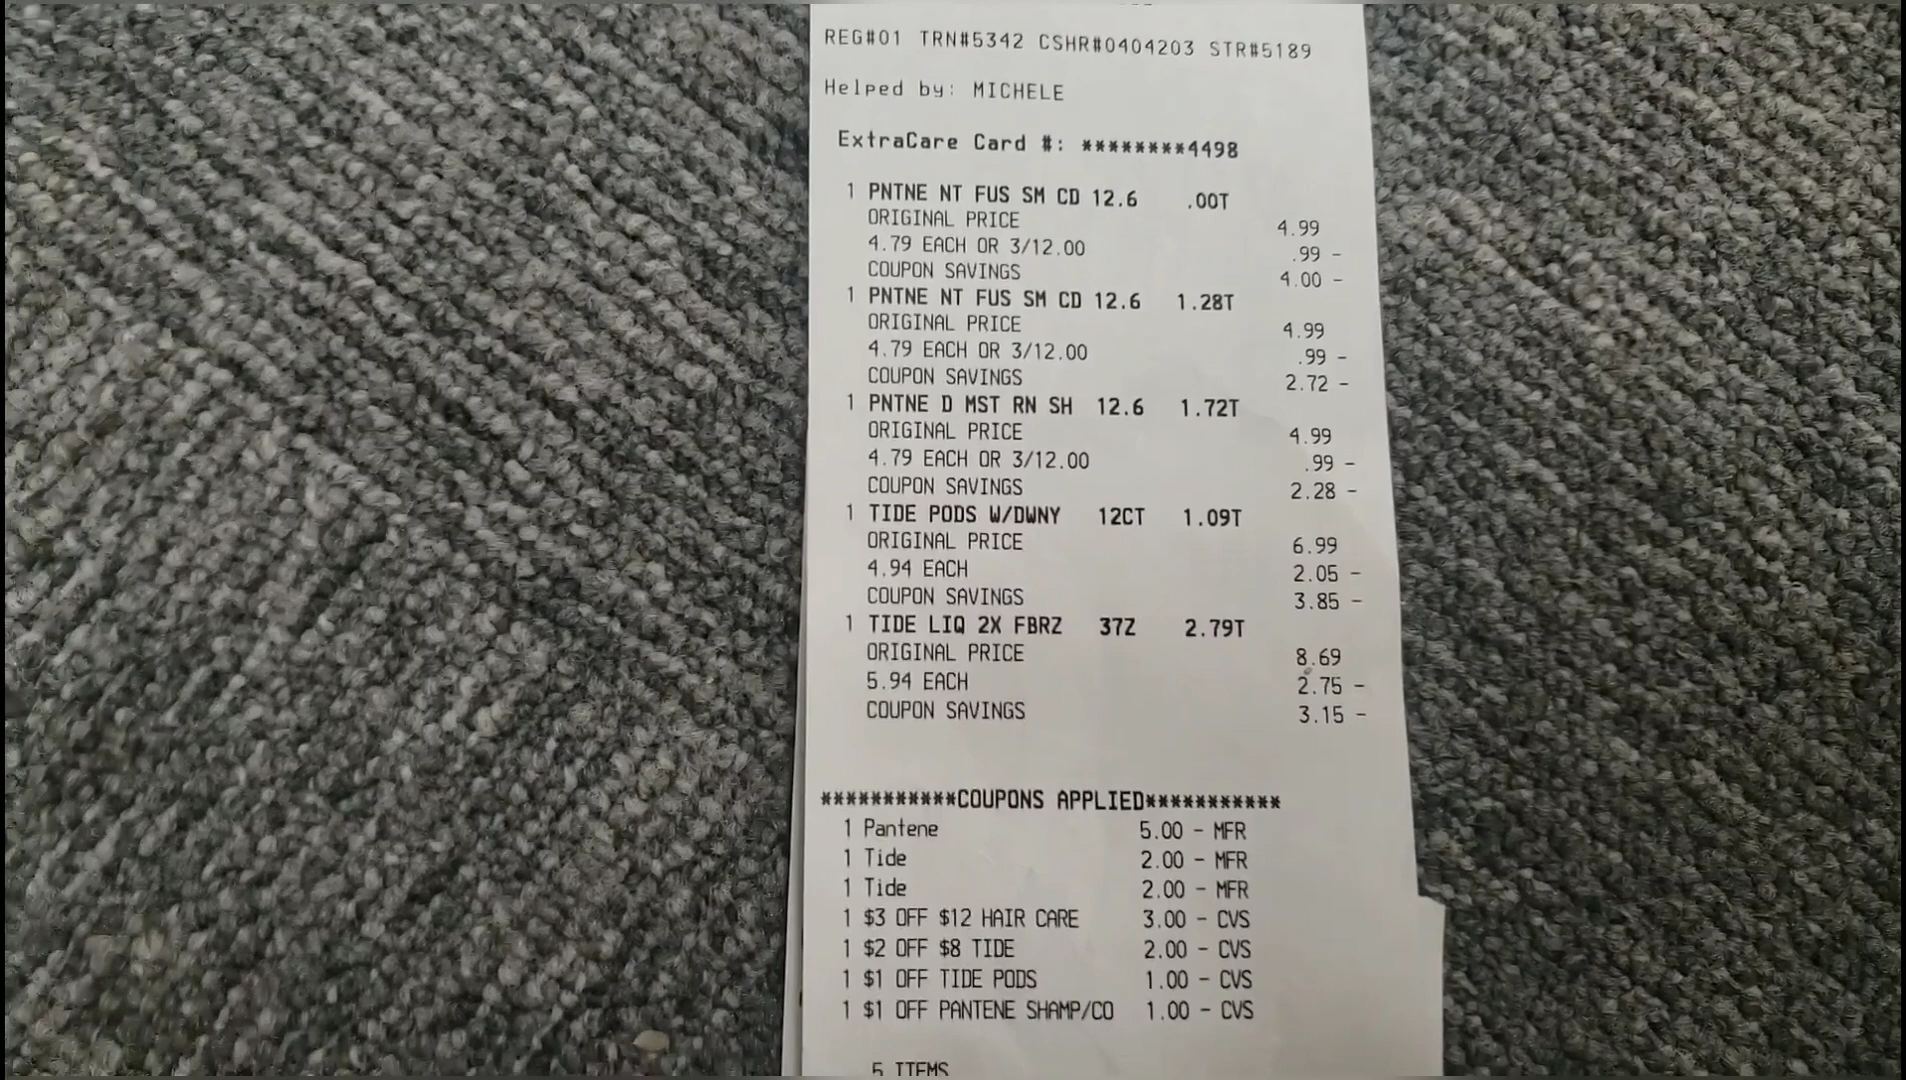 REG#01 TRN#5342 CSHR#0404203 STR#5189
Helped by: MICHELE
ExtraCare Card #: ********4498
1 PNTNE NT FUS SM CD 12.6 .00T
ORIGINAL PRICE 4.99
4.79 EACH OR 3/12.00 .99 -
COUPON SAVINGS 4.00 -
1 PNTNE NT FUS SM CD 12.6 1.28T
ORIGINAL PRICE 4.99
4.79 EACH OR 3/12.00 .99 -
COUPON SAVINGS 2.72 -
1 PNTNE D MST RN SH 12.6 1.72T
ORIGINAL PRICE 4.99
4.79 EACH OR 3/12.00 .99 -
COUPON SAVINGS 2.28 -
1 TIDE PODS W/DWNY 12CT 1.09T
ORIGINAL PRICE 6.99
4.94 EACH 2.05 -
COUPON SAVINGS 3.85 -
1 TIDE LIQ 2X FBRZ 37Z 2.79T
ORIGINAL PRICE 8.69
5.94 EACH 2.75 -
COUPON SAVINGS 3.15 -
***********COUPONS APPLIED***********
1 Pantene 5.00 - MFR
1 Tide 2.00 - MFR
1 Tide 2.00 - MFR
1 $3 OFF $12 HAIR CARE 3.00 - CVS
1 $2 OFF $8 TIDE 2.00 - CVS
1 $1 OFF TIDE PODS 1.00 - CVS
1 $1 OFF PANTENE SHAMP/CO 1.00 - CVS
5 ITEMS